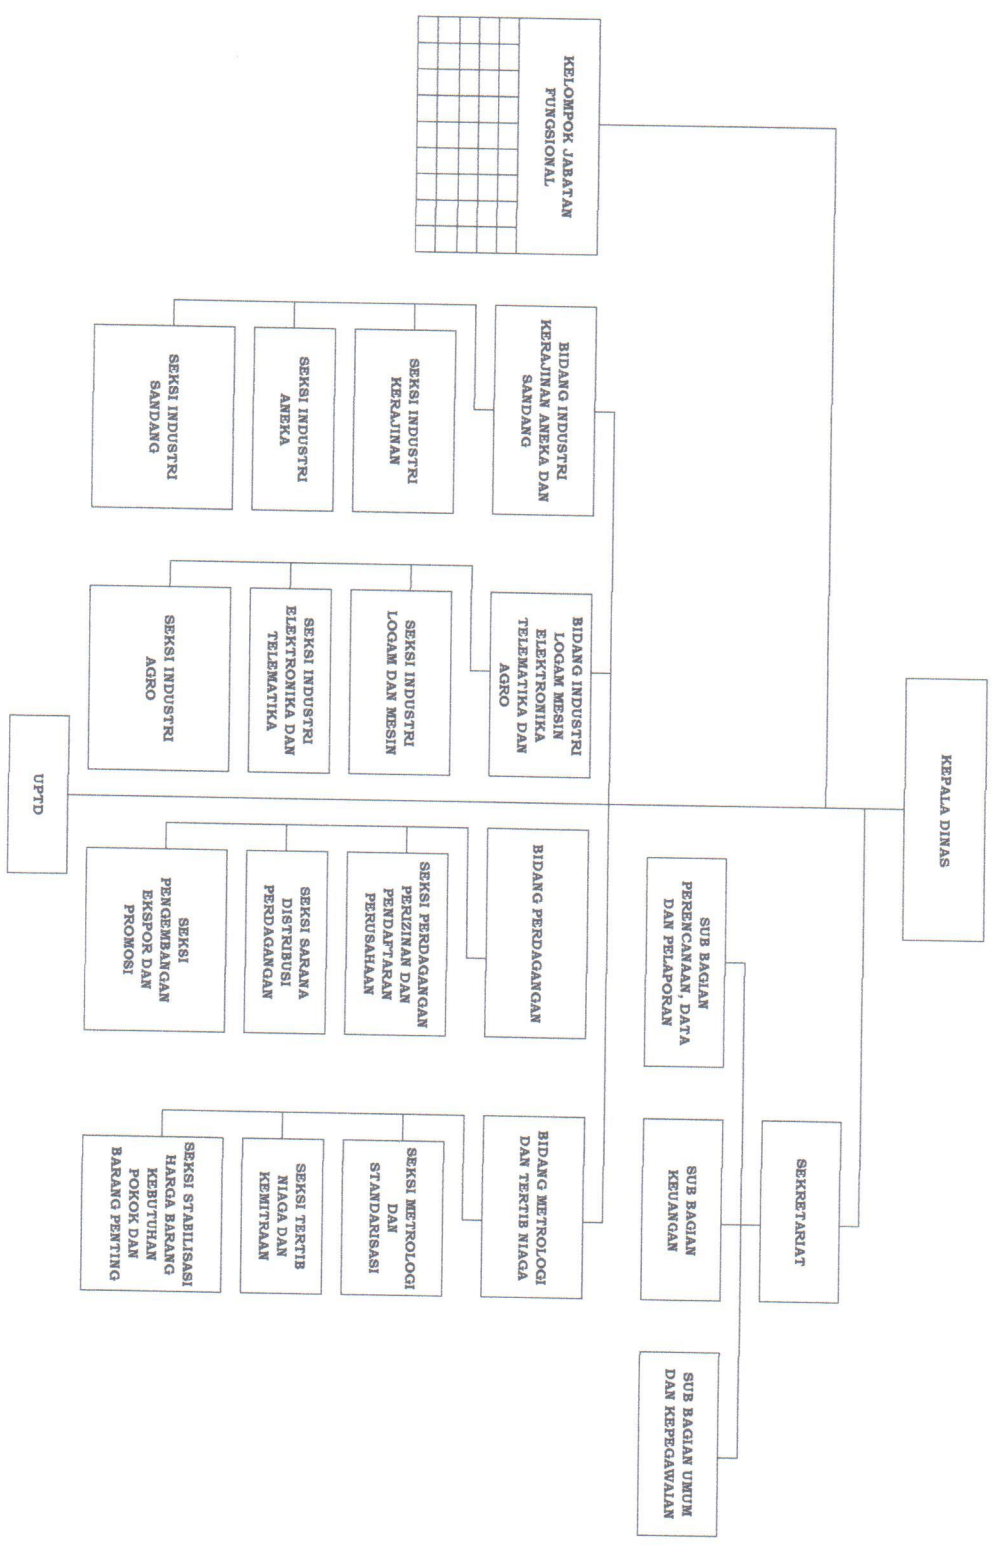 KEPALA DINAS
SEKRETARIAT
SUB BAGIAN
PERENCANAAN, DATA
DAN PELAPORAN
SUB BAGIAN
KEUANGAN
SUB BAGIAN UMUM
DAN KEPEGAWAIAN
KELOMPOK JABATAN
FUNGSIONAL
BIDANG INDUSTRI
KERAJINAN ANEKA DAN
SANDANG
SEKSI INDUSTRI
KERAJINAN
SEKSI INDUSTRI
ANEKA
SEKSI INDUSTRI
SANDANG
BIDANG INDUSTRI
LOGAM MESIN
ELEKTRONIKA
TELEMATIKA DAN
AGRO
SEKSI INDUSTRI
LOGAM DAN MESIN
SEKSI INDUSTRI
ELEKTRONIKA DAN
TELEMATIKA
SEKSI INDUSTRI
AGRO
BIDANG PERDAGANGAN
SEKSI PERDAGANGAN
PERIZINAN DAN
PENDAFTARAN
PERUSAHAAN
SEKSI SARANA
DISTRIBUSI
PERDAGANGAN
SEKSI
PENGEMBANGAN
EKSPOR DAN
PROMOSI
BIDANG METROLOGI
DAN TERTIB NIAGA
SEKSI METROLOGI
DAN
STANDARISASI
SEKSI TERTIB
NIAGA DAN
KEMITRAAN
SEKSI STABILISASI
HARGA BARANG
KEBUTUHAN
POKOK DAN
BARANG PENTING
UPTD